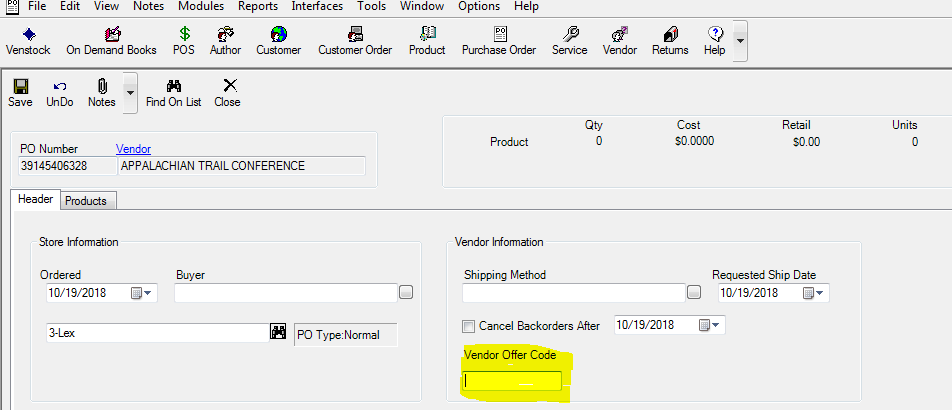 File Edit View Notes Modules Reports Interfaces Tools Window Options Help
Venstock On Demand Books POS Author Customer Customer Order Product Purchase Order Service Vendor Returns Help
Save UnDo Notes Find On List Close
Qty Cost Retail Units
Product 0 $0.0000 $0.00 0
PO Number Vendor
39145406328 APPALACHIAN TRAIL CONFERENCE
Header Products
Store Information
Ordered Buyer
10/19/2018
3-Lex PO Type:Normal
Vendor Information
Shipping Method Requested Ship Date
10/19/2018
Cancel Backorders After 10/19/2018
Vendor Offer Code